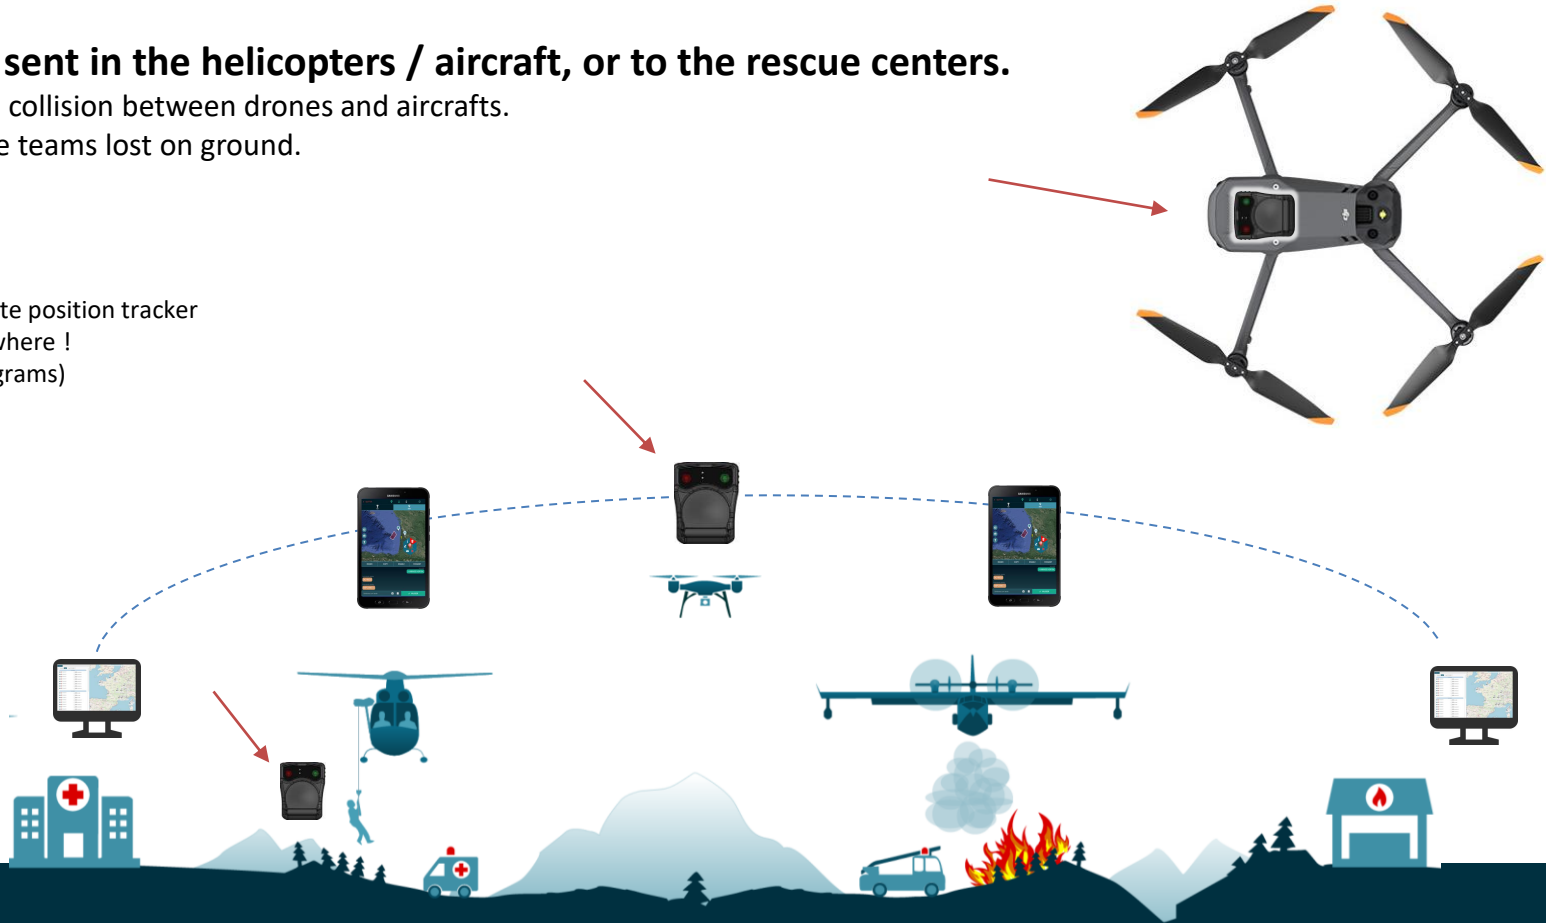 sent in the helicopters / aircraft, or to the rescue centers.
collision between drones and aircrafts.
e teams lost on ground.
te position tracker
where !
grams)